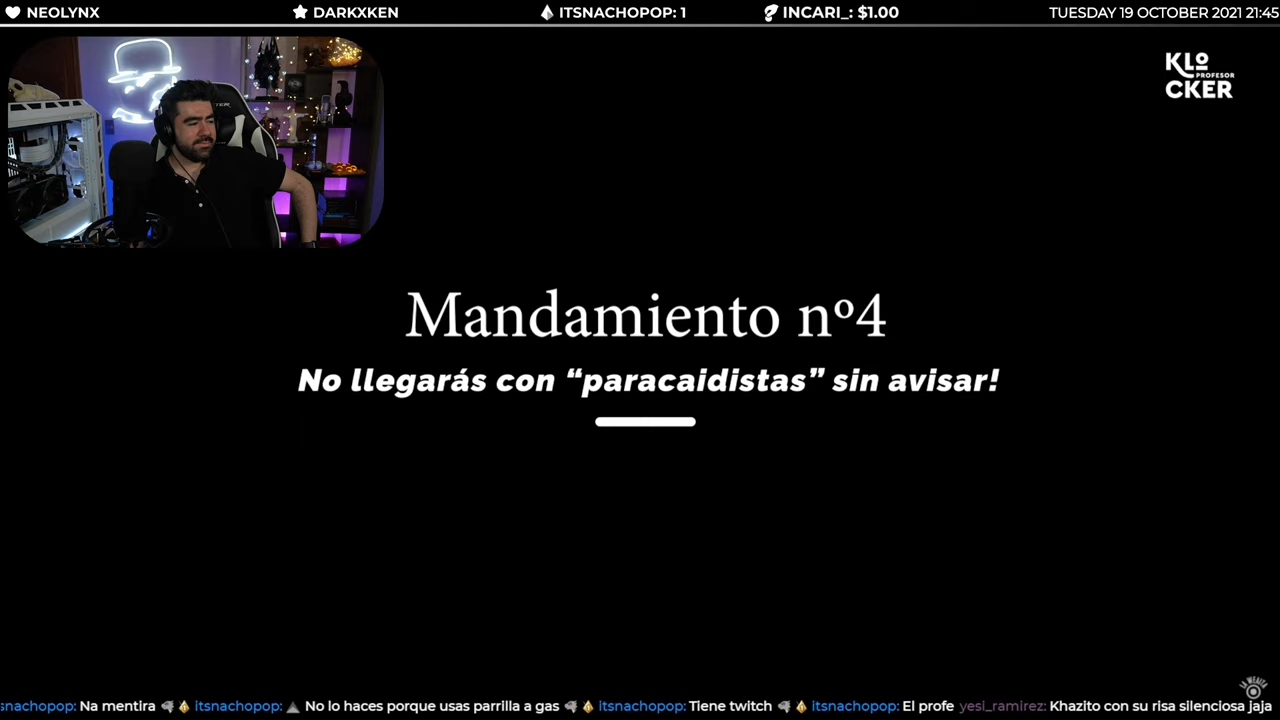 NEOLYNX
DARKXKEN
ITSNACHOPOP: 1
INCARI_: $1.00
TUESDAY 19 OCTOBER 2021 21:45
KLO
PROFESOR
CKER
Mandamiento nº4
No llegarás con “paracaidistas” sin avisar!
snachopop: Na mentira itsnachopop: No lo haces porque usas parrilla a gas itsnachopop: Tiene twitch itsnachopop: El profe yesi_ramirez: Khazito con su risa silenciosa jaja